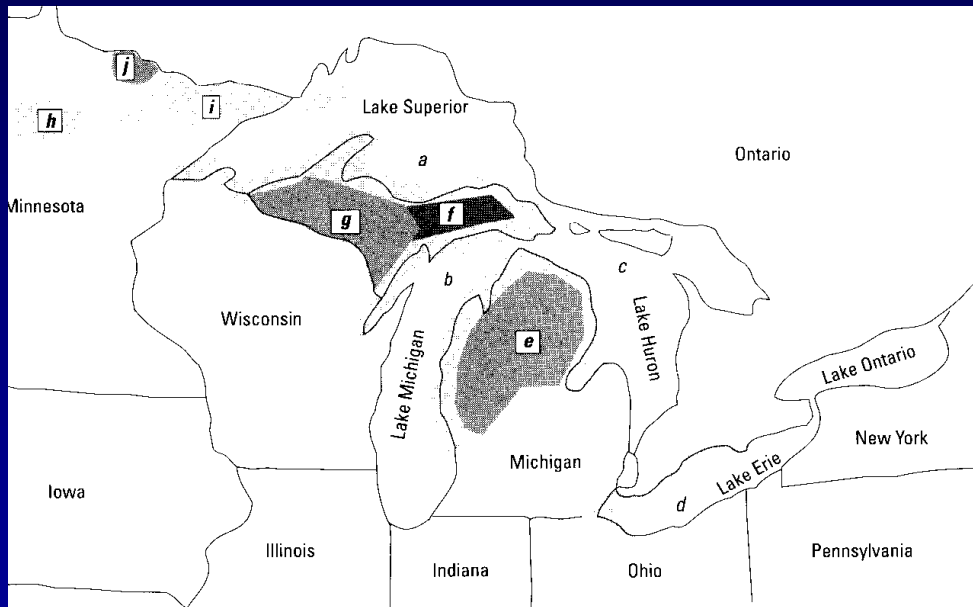 j
h
i
Lake Superior
a
Ontario
Minnesota
g
f
b
c
Wisconsin
e
Lake Michigan
Lake Huron
Lake Ontario
New York
Lake Erie
Michigan
Iowa
d
Illinois
Indiana
Ohio
Pennsylvania